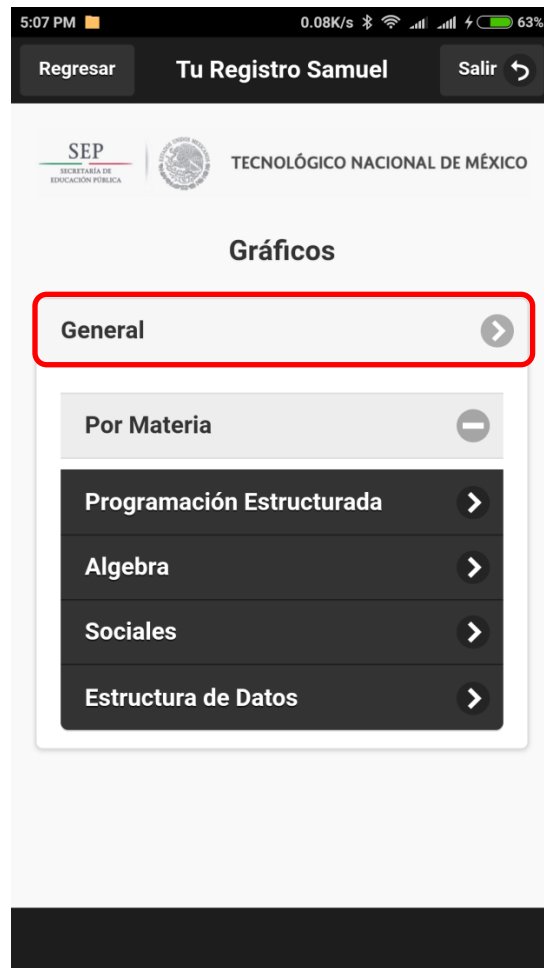 5:07 PM 0.08K/s 63%
Regresar Tu Registro Samuel Salir
SEP
SECRETARÍA DE
EDUCACIÓN PÚBLICA
TECNOLÓGICO NACIONAL DE MÉXICO
Gráficos
General
Por Materia
Programación Estructurada
Algebra
Sociales
Estructura de Datos